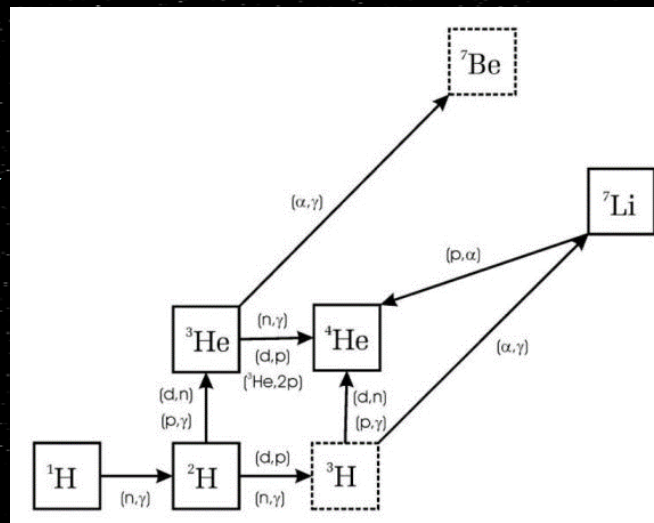 ⁷Be
⁷Li
(α,γ)
(p,α)
³He
(n,γ)
⁴He
(d,p)
(³He,2p)
(α,γ)
(d,n)
(p,γ)
(d,n)
(p,γ)
¹H
(n,γ)
²H
(d,p)
(n,γ)
³H